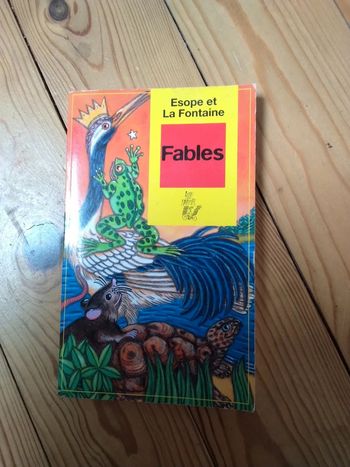 Esope et
La Fontaine
Fables